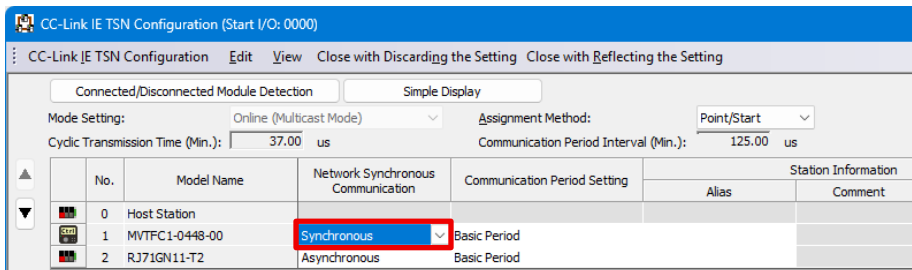 CC-Link IE TSN Configuration (Start I/O: 0000)
CC-Link IE TSN Configuration Edit View Close with Discarding the Setting Close with Reflecting the Setting
Connected/Disconnected Module Detection Simple Display
Mode Setting: Online (Multicast Mode) Assignment Method: Point/Start
Cyclic Transmission Time (Min.): 37.00 us Communication Period Interval (Min.): 125.00 us
No. Model Name Network Synchronous Communication Communication Period Setting Station Information
Alias Comment
0 Host Station
Ctrl 1 MVTFC1-0448-00 Synchronous Basic Period
2 RJ71GN11-T2 Asynchronous Basic Period